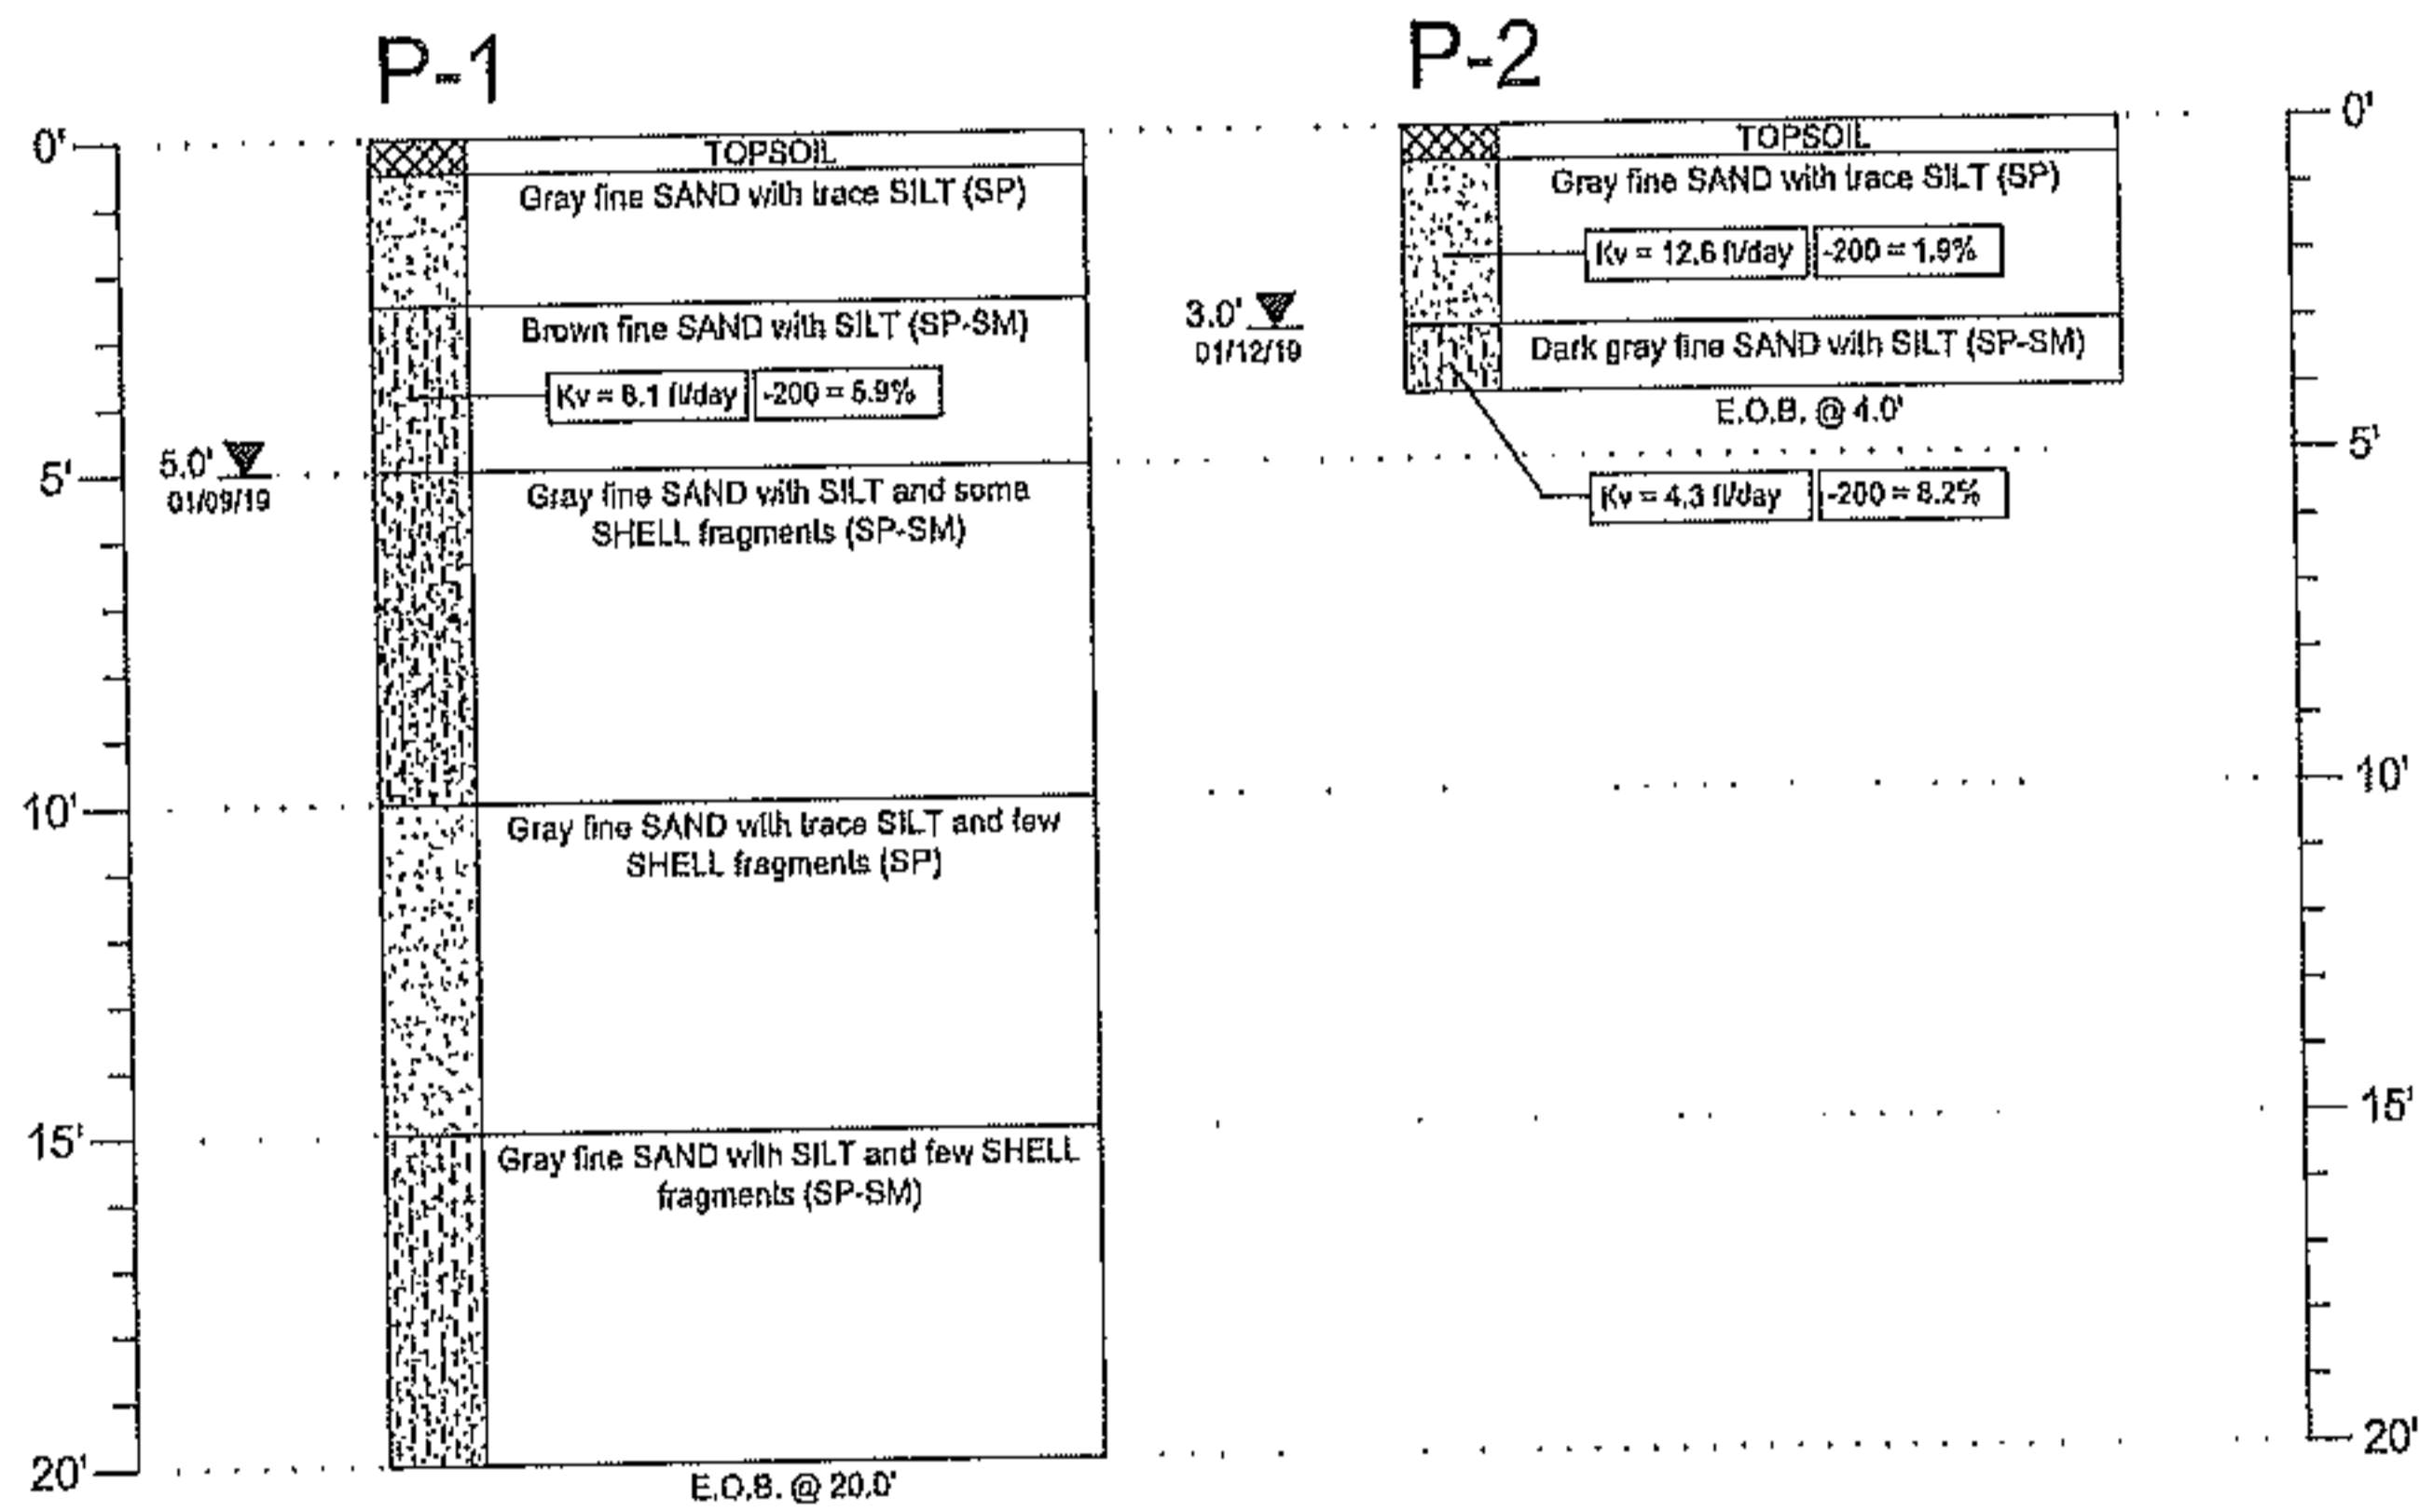 P-1
P-2
0'
5'
10'
15'
20'
TOPSOIL
Gray fine SAND with trace SILT (SP)
Brown fine SAND with SILT (SP-SM)
-200 = 5.9%
5.0'
01/09/19
Gray fine SAND with SILT and some
SHELL fragments (SP-SM)
Gray fine SAND with trace SILT and few
SHELL fragments (SP)
Gray fine SAND with SILT and few SHELL
fragments (SP-SM)
E.O.B. @ 20.0'
TOPSOIL
Gray fine SAND with trace SILT (SP)
Kv = 12.6 ft/day
-200 = 1.9%
3.0'
01/12/19
Dark gray fine SAND with SILT (SP-SM)
E.O.B. @ 4.0'
Kv = 4.3 ft/day
-200 = 8.2%
0'
5'
10'
15'
20'